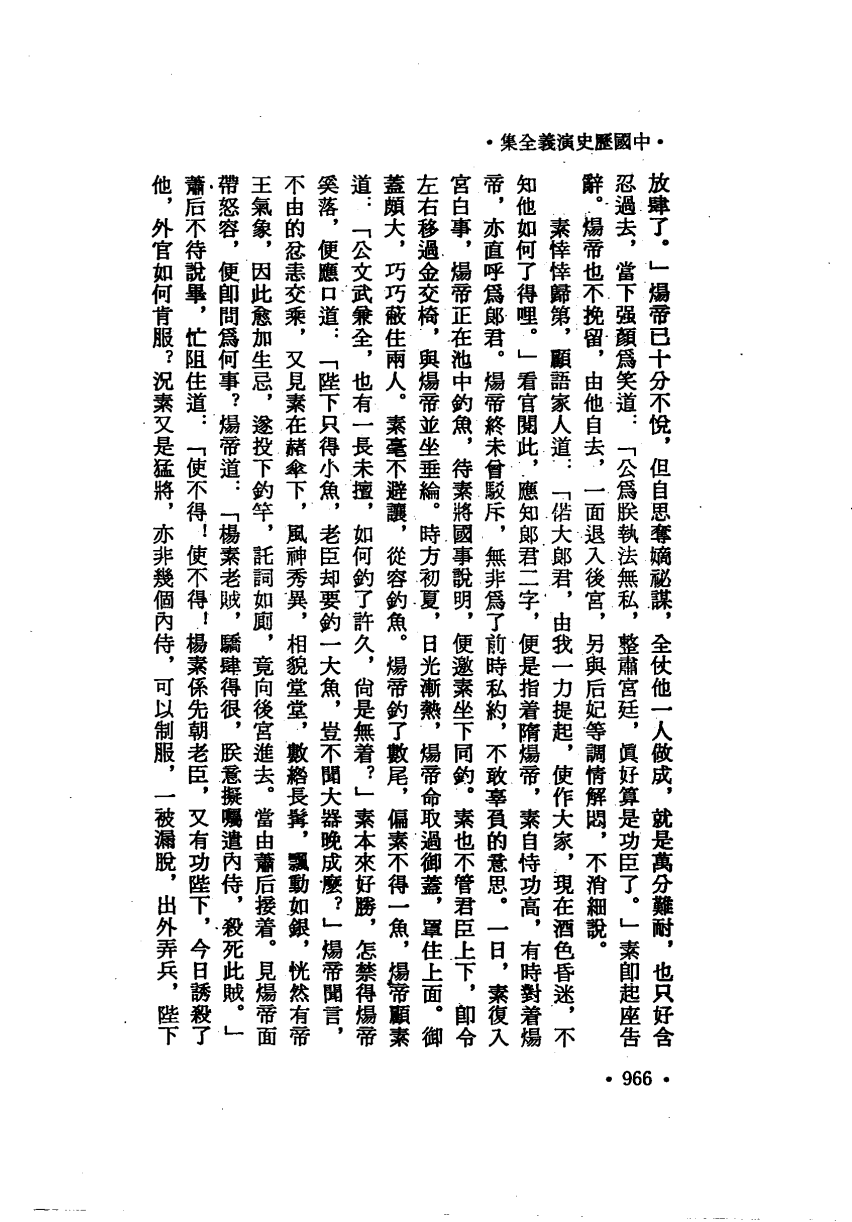 •中國歷史演義全集•
放肆了。」煬帝已十分不悅，但自思奪嫡祕謀，全仗他一人做成，就是萬分難耐，也只好含
忍過去，當下强顏爲笑道：「公爲朕執法無私，整肅宮廷，眞好算是功臣了。」素卽起座告
辭。煬帝也不挽留，由他自去，一面退入後宮，另與后妃等調情解悶，不消細說。
素悻悻歸第，顧語家人道：「偌大郎君，由我一力提起，使作大家，現在酒色昏迷，不
知他如何了得哩。」看官閱此，應知郎君二字，便是指着隋煬帝，素自恃功高，有時對着煬
帝，亦直呼爲郎君。煬帝終未曾駁斥，無非爲了前時私約，不敢辜負的意思。一日，素復入
宮白事，煬帝正在池中釣魚，待素將國事說明，便邀素坐下同釣。素也不管君臣上下，卽令
左右移過金交椅，與煬帝並坐垂綸。時方初夏，日光漸熱，煬帝命取過御蓋，罩住上面。御
蓋頗大，巧巧蔽住兩人。素毫不避讓，從容釣魚。煬帝釣了數尾，偏素不得一魚，煬帝顧素
道：「公文武兼全，也有一長未擅，如何釣了許久，尙是無着？」素本來好勝，怎禁得煬帝
奚落，便應口道：「陛下只得小魚，老臣却要釣一大魚，豈不聞大器晚成麼？」煬帝聞言，
不由的忿恚交乘，又見素在赭傘下，風神秀異，相貌堂堂，數綹長髯，飄動如銀，恍然有帝
王氣象，因此愈加生忌，遂投下釣竿，託詞如廁，竟向後宮進去。當由蕭后接着。見煬帝面
帶怒容，便卽問爲何事？煬帝道：「楊素老賊，驕肆得很，朕意擬囑遣內侍，殺死此賊。」
蕭后不待說畢，忙阻住道：「使不得！使不得！楊素係先朝老臣，又有功陛下，今日誘殺了
他，外官如何肯服？況素又是猛將，亦非幾個內侍，可以制服，一被漏脫，出外弄兵，陛下
•966•